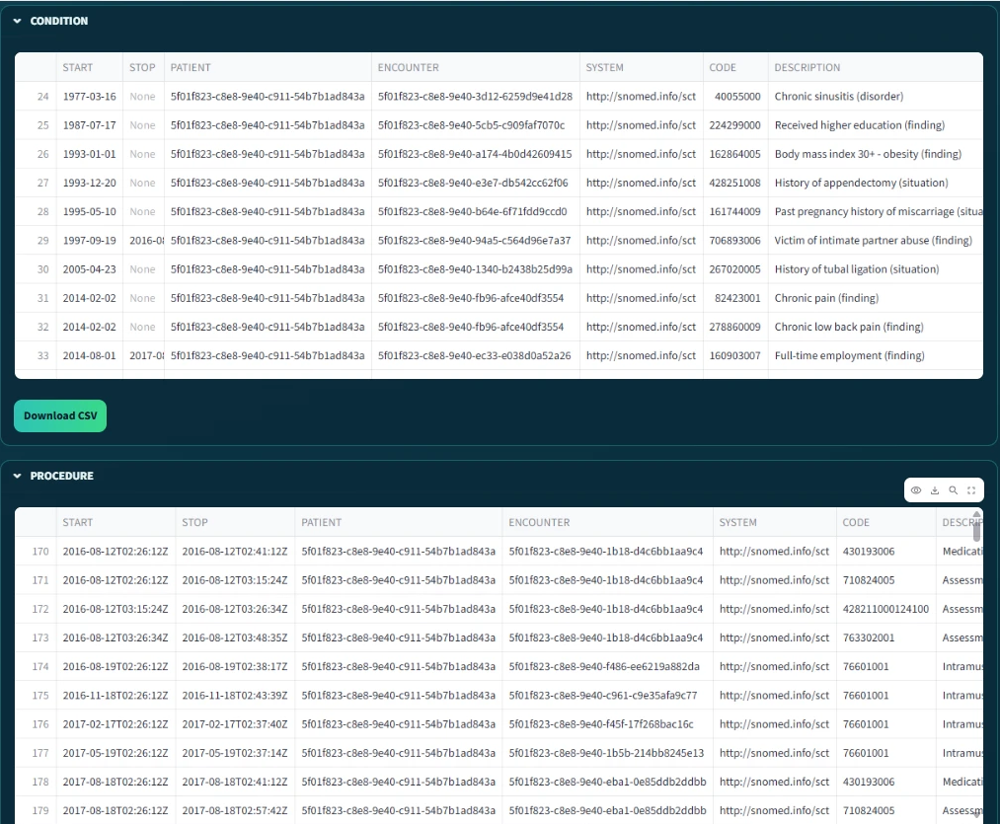 CONDITION
START STOP PATIENT ENCOUNTER SYSTEM CODE DESCRIPTION
24 1977-03-16 None 5f01f823-c8e8-9e40-c911-54b7b1ad843a 5f01f823-c8e8-9e40-3d12-6259d9e41d28 http://snomed.info/sct 40055000 Chronic sinusitis (disorder)
25 1987-07-17 None 5f01f823-c8e8-9e40-c911-54b7b1ad843a 5f01f823-c8e8-9e40-5cb5-c909faf7070c http://snomed.info/sct 224299000 Received higher education (finding)
26 1993-01-01 None 5f01f823-c8e8-9e40-c911-54b7b1ad843a 5f01f823-c8e8-9e40-a174-4b0d42609415 http://snomed.info/sct 162864005 Body mass index 30+ - obesity (finding)
27 1993-12-20 None 5f01f823-c8e8-9e40-c911-54b7b1ad843a 5f01f823-c8e8-9e40-e3e7-db542cc62f06 http://snomed.info/sct 428251008 History of appendectomy (situation)
28 1995-05-10 None 5f01f823-c8e8-9e40-c911-54b7b1ad843a 5f01f823-c8e8-9e40-b64e-6f71fdd9ccd0 http://snomed.info/sct 161744009 Past pregnancy history of miscarriage (situa
29 1997-09-19 2016-08 5f01f823-c8e8-9e40-c911-54b7b1ad843a 5f01f823-c8e8-9e40-94a5-c564d96e7a37 http://snomed.info/sct 706893006 Victim of intimate partner abuse (finding)
30 2005-04-23 None 5f01f823-c8e8-9e40-c911-54b7b1ad843a 5f01f823-c8e8-9e40-1340-b2438b25d99a http://snomed.info/sct 267020005 History of tubal ligation (situation)
31 2014-02-02 None 5f01f823-c8e8-9e40-c911-54b7b1ad843a 5f01f823-c8e8-9e40-fb96-afce40df3554 http://snomed.info/sct 82423001 Chronic pain (finding)
32 2014-02-02 None 5f01f823-c8e8-9e40-c911-54b7b1ad843a 5f01f823-c8e8-9e40-fb96-afce40df3554 http://snomed.info/sct 278860009 Chronic low back pain (finding)
33 2014-08-01 2017-08 5f01f823-c8e8-9e40-c911-54b7b1ad843a 5f01f823-c8e8-9e40-ec33-e038d0a52a26 http://snomed.info/sct 160903007 Full-time employment (finding)
Download CSV
PROCEDURE
START STOP PATIENT ENCOUNTER SYSTEM CODE DESCRIP
170 2016-08-12T02:26:12Z 2016-08-12T02:41:12Z 5f01f823-c8e8-9e40-c911-54b7b1ad843a 5f01f823-c8e8-9e40-1b18-d4c6bb1aa9c4 http://snomed.info/sct 430193006 Medicati
171 2016-08-12T02:26:12Z 2016-08-12T03:15:24Z 5f01f823-c8e8-9e40-c911-54b7b1ad843a 5f01f823-c8e8-9e40-1b18-d4c6bb1aa9c4 http://snomed.info/sct 710824005 Assessm
172 2016-08-12T03:15:24Z 2016-08-12T03:26:34Z 5f01f823-c8e8-9e40-c911-54b7b1ad843a 5f01f823-c8e8-9e40-1b18-d4c6bb1aa9c4 http://snomed.info/sct 428211000124100 Assessm
173 2016-08-12T03:26:34Z 2016-08-12T03:48:35Z 5f01f823-c8e8-9e40-c911-54b7b1ad843a 5f01f823-c8e8-9e40-1b18-d4c6bb1aa9c4 http://snomed.info/sct 763302001 Assessm
174 2016-08-19T02:26:12Z 2016-08-19T02:38:17Z 5f01f823-c8e8-9e40-c911-54b7b1ad843a 5f01f823-c8e8-9e40-f486-ee6219a882da http://snomed.info/sct 76601001 Intramus
175 2016-11-18T02:26:12Z 2016-11-18T02:43:39Z 5f01f823-c8e8-9e40-c911-54b7b1ad843a 5f01f823-c8e8-9e40-c961-c9e35afa9c77 http://snomed.info/sct 76601001 Intramus
176 2017-02-17T02:26:12Z 2017-02-17T02:37:40Z 5f01f823-c8e8-9e40-c911-54b7b1ad843a 5f01f823-c8e8-9e40-f45f-17f268bac16c http://snomed.info/sct 76601001 Intramus
177 2017-05-19T02:26:12Z 2017-05-19T02:37:14Z 5f01f823-c8e8-9e40-c911-54b7b1ad843a 5f01f823-c8e8-9e40-1b5b-214bb8245e13 http://snomed.info/sct 76601001 Intramus
178 2017-08-18T02:26:12Z 2017-08-18T02:41:12Z 5f01f823-c8e8-9e40-c911-54b7b1ad843a 5f01f823-c8e8-9e40-eba1-0e85ddb2ddbb http://snomed.info/sct 430193006 Medicati
179 2017-08-18T02:26:12Z 2017-08-18T02:57:42Z 5f01f823-c8e8-9e40-c911-54b7b1ad843a 5f01f823-c8e8-9e40-eba1-0e85ddb2ddbb http://snomed.info/sct 710824005 Assessm